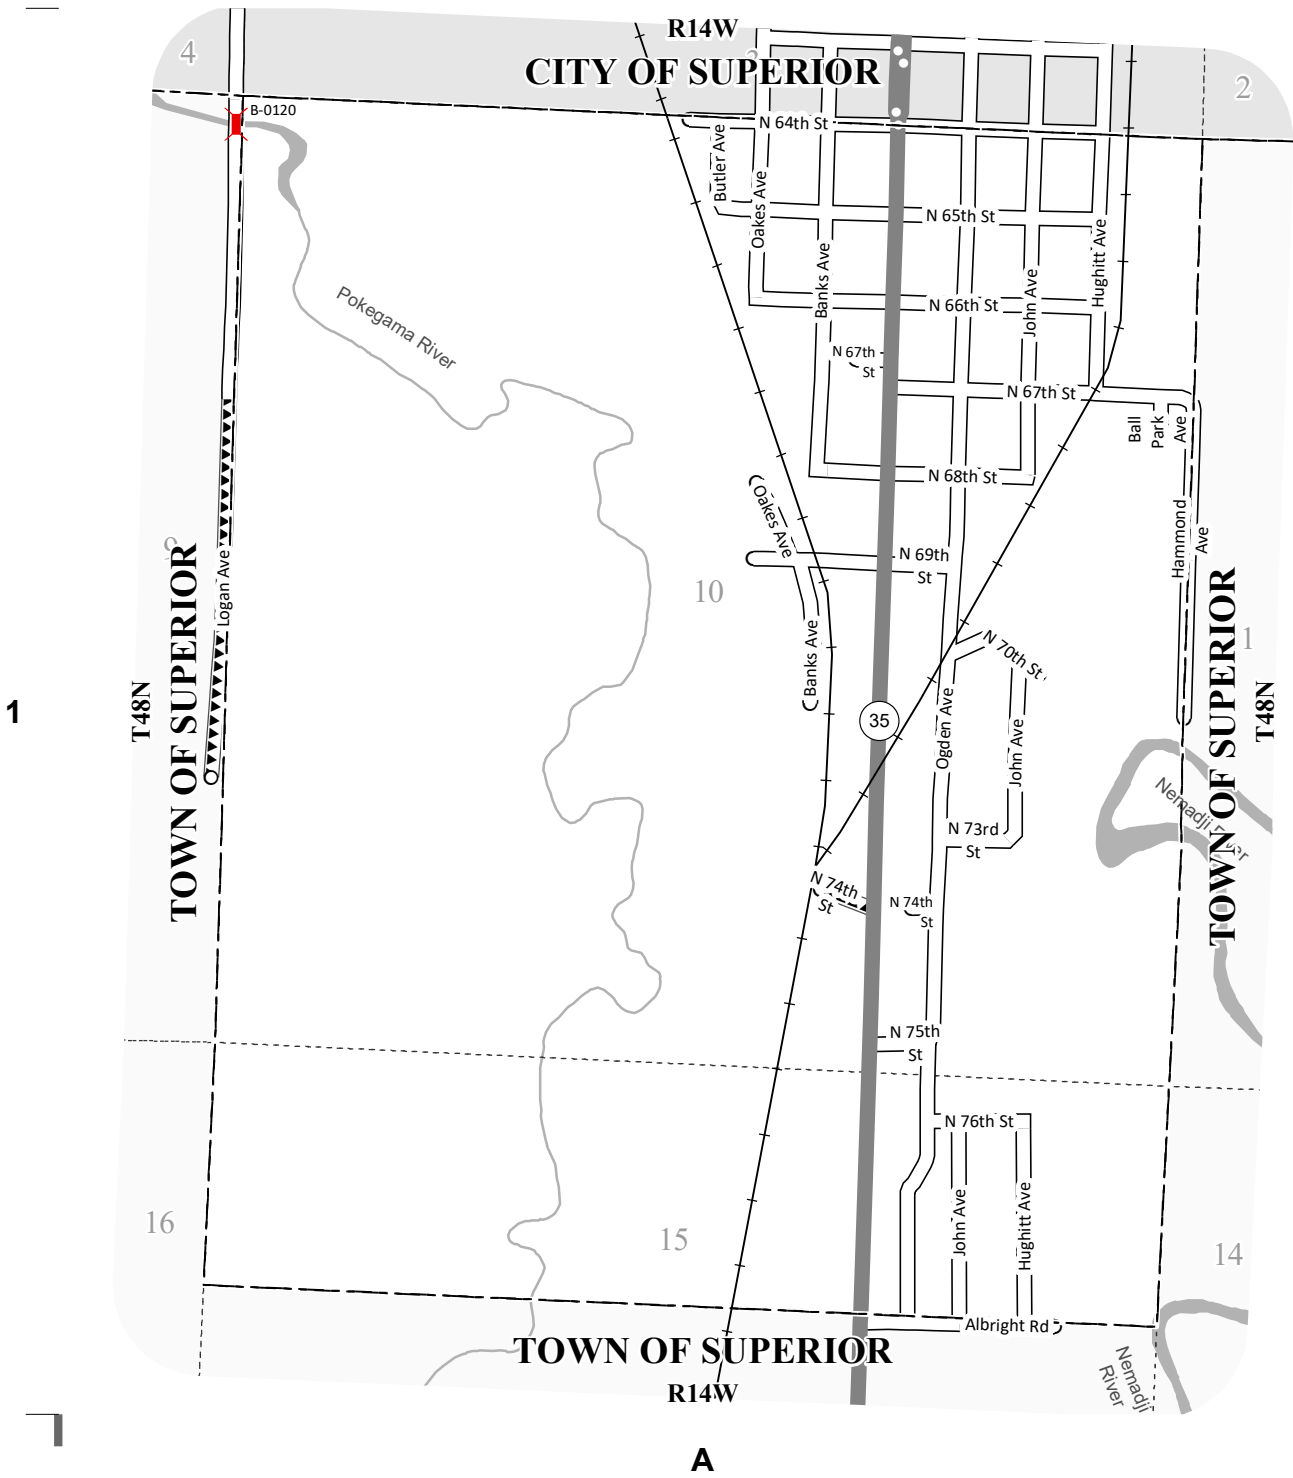 R14W
4
CITY OF SUPERIOR
2
B-0120
N 64th St
Butler Ave
Oakes Ave
N 65th St
Banks Ave
Hughitt Ave
John Ave
N 66th St
Pokegama River
N 67th
St
N 67th St
Ball
Park
Ave
N 68th St
Oakes Ave
Hammond
Ave
N 69th
St
9
Logan Ave
10
Banks Ave
N 70th St
1
TOWN OF SUPERIOR
T48N
TOWN OF SUPERIOR
T48N
1
35
Ogden Ave
John Ave
Nemadji River
N 73rd
St
N 74th
St
N 74th
St
N 75th
St
N 76th St
John Ave
Hughitt Ave
16
15
14
Albright Rd
TOWN OF SUPERIOR
Nemadji
River
R14W
A